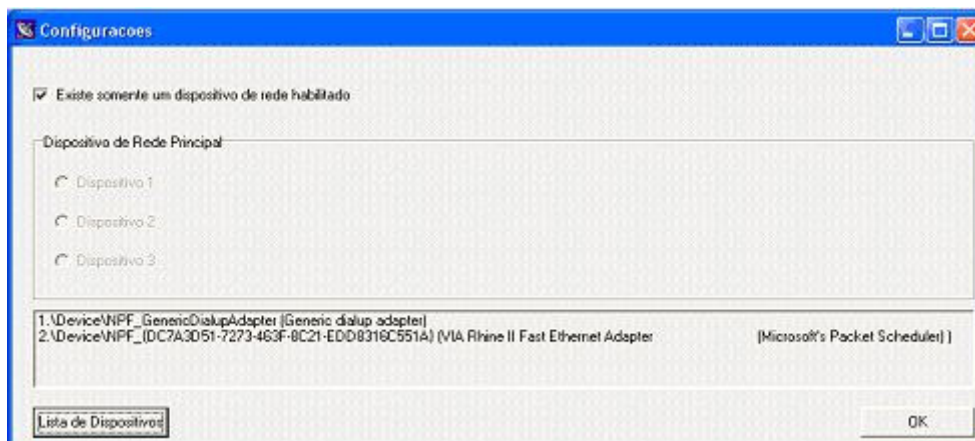 Configuracoes
Existe somente um dispositivo de rede habilitado
Dispositivo de Rede Principal
Dispositivo 1
Dispositivo 2
Dispositivo 3
1.\Device\NPF_GenericDialupAdapter (Generic dialup adapter)
2.\Device\NPF_{DC7A3D51-7273-463F-8C21-EDD8316C551A} (VIA Rhine II Fast Ethernet Adapter (Microsoft's Packet Scheduler) )
Lista de Dispositivos
OK